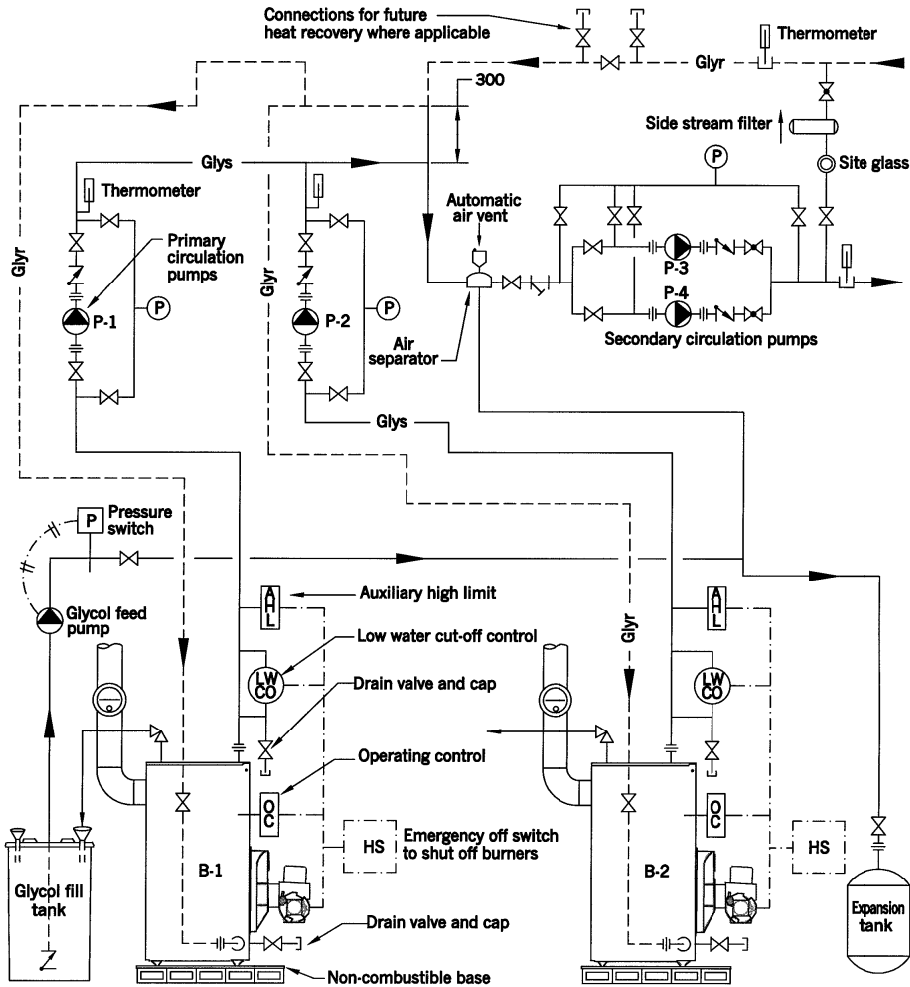 Connections for future
heat recovery where applicable
Thermometer
Glyr
300
Side stream filter
P
Site glass
Glys
Thermometer
Automatic
air vent
Glyr
Glyr
Primary
circulation
pumps
P-3
P
P
P-1
P-2
P-4
Air
separator
Secondary circulation pumps
Glys
P
Pressure
switch
AHL
Auxiliary high limit
AHL
Glycol feed
pump
Glyr
Low water cut-off control
LW
CO
LW
CO
Drain valve and cap
Operating control
OC
OC
HS
Emergency off switch
to shut off burners
HS
B-1
B-2
Glycol fill
tank
Expansion
tank
Drain valve and cap
Non-combustible base